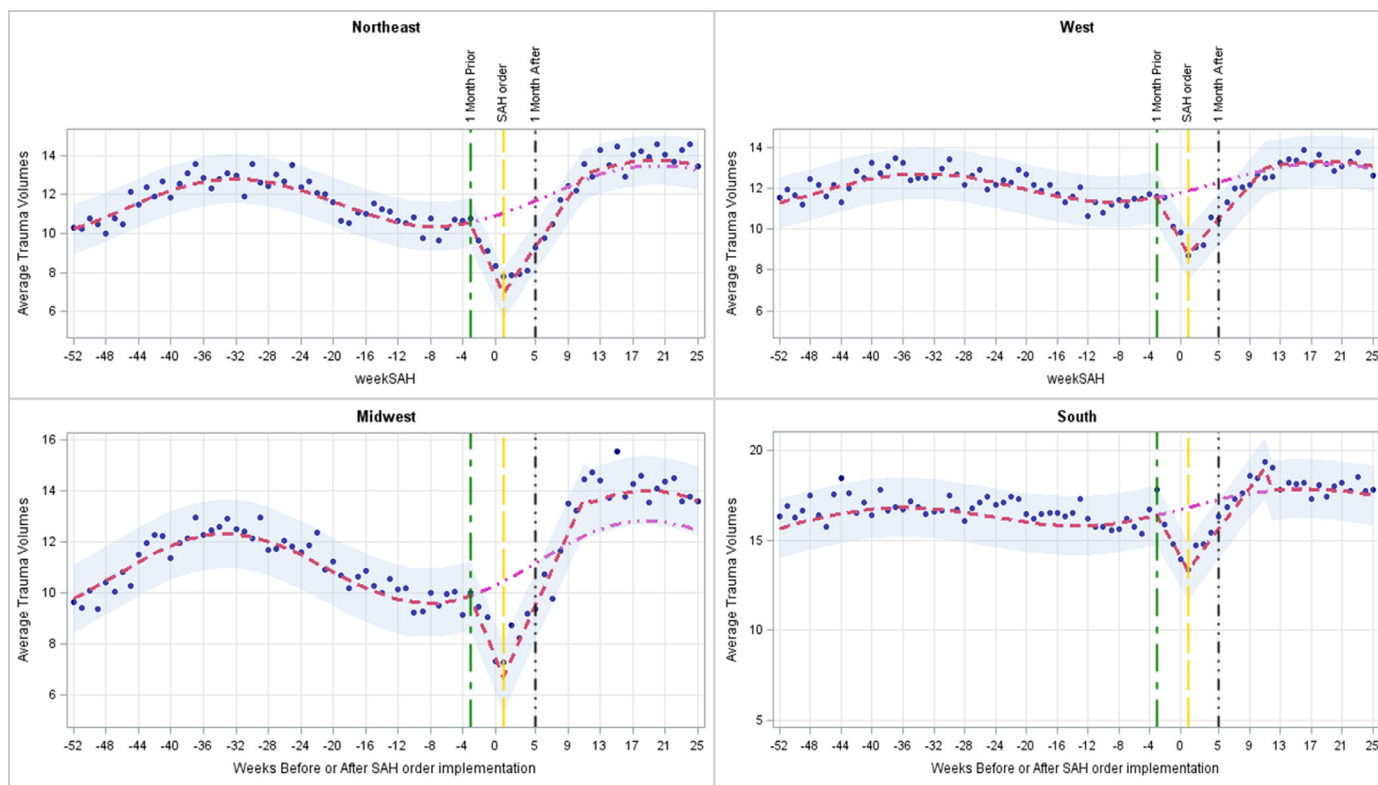 Northeast
1 Month Prior
SAH order
1 Month After
Average Trauma Volumes
14
12
10
8
6
-52 -48 -44 -40 -36 -32 -28 -24 -20 -16 -12 -8 -4 0 5 9 13 17 21 25
weekSAH
West
1 Month Prior
SAH order
1 Month After
Average Trauma Volumes
14
12
10
8
6
-52 -48 -44 -40 -36 -32 -28 -24 -20 -16 -12 -8 -4 0 5 9 13 17 21 25
weekSAH
Midwest
Average Trauma Volumes
16
14
12
10
8
6
-52 -48 -44 -40 -36 -32 -28 -24 -20 -16 -12 -8 -4 0 5 9 13 17 21 25
Weeks Before or After SAH order implementation
South
Average Trauma Volumes
20
15
10
5
-52 -48 -44 -40 -36 -32 -28 -24 -20 -16 -12 -8 -4 0 5 9 13 17 21 25
Weeks Before or After SAH order implementation